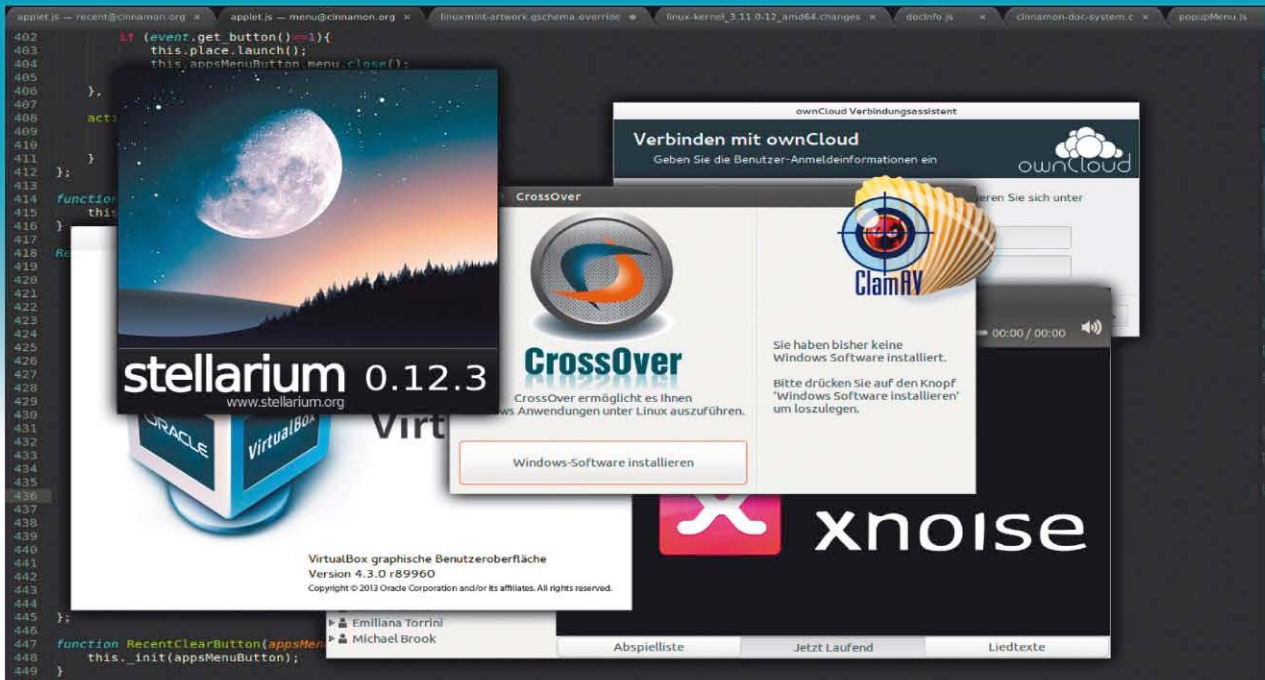 applet.js — recent@cinnamon.org ×
applet.js — menu@cinnamon.org ×
linuxmint-artwork.gschema.override
linux-kernel_3.11.0-12_amd64.changes ×
docInfo.js ×
cinnamon-doc-system.c ×
popupMenu.js
402 if (event.get_button()==1){
403 this.place.launch();
404 this.appsMenuButton.menu.close();
405
406 },
407
408 acti
409
410
411 }
412 };
413
414 function
415 this
416 }
417
418 Re
419
420
421
422
423
424
425
426
427
428
429
430
431
432
433
434
435
436
437
438
439
440
441
442
443
444
445 };
446
447 function RecentClearButton(appsMen
448 this._init(appsMenuButton);
449 }
stellarium 0.12.3
www.stellarium.org
ownCloud Verbindungsassistent
Verbinden mit ownCloud
Geben Sie die Benutzer-Anmeldeinformationen ein
ownCloud
eren Sie sich unter
CrossOver
CrossOver
CrossOver ermöglicht es Ihnen
ws Anwendungen unter Linux auszuführen.
Windows-Software installieren
ClamAV
Sie haben bisher keine
Windows Software installiert.
Bitte drücken Sie auf den Knopf
'Windows Software installieren'
um loszulegen.
00:00 / 00:00
ORACLE
VirtualBox
Virt
VirtualBox graphische Benutzeroberfläche
Version 4.3.0 r89960
Copyright © 2013 Oracle Corporation and/or its affiliates. All rights reserved.
xnoise
Emiliana Torrini
Michael Brook
Abspielliste
Jetzt Laufend
Liedtexte